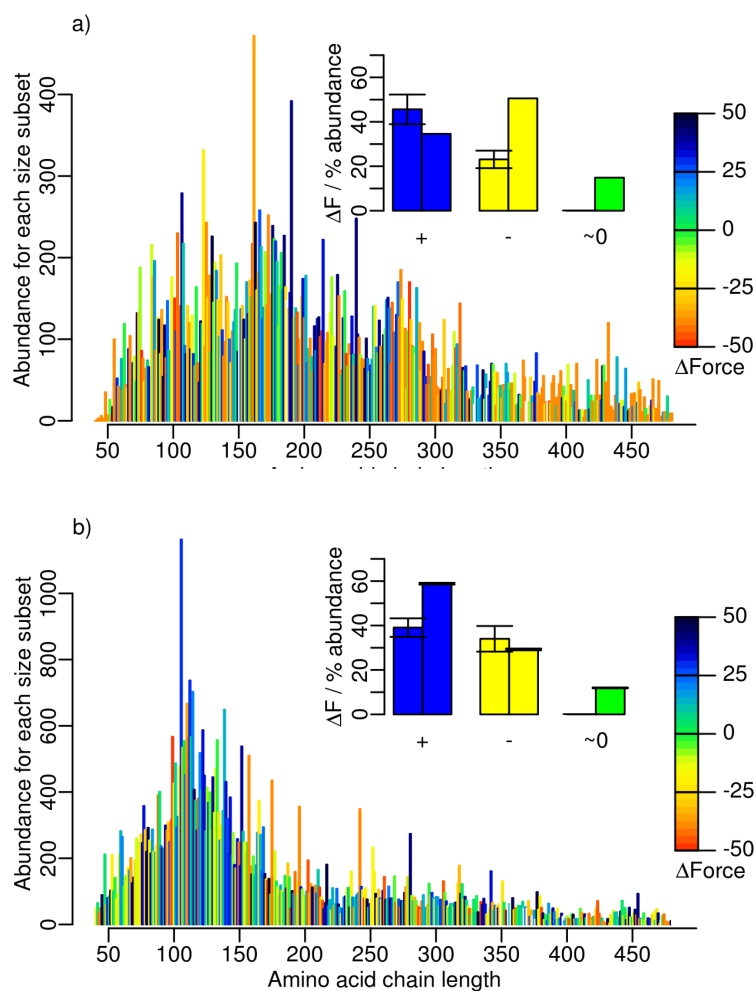 a)
Abundance for each size subset
0 100 200 300 400
50 100 150 200 250 300 350 400 450
ΔF / % abundance
0 20 40 60
+ - ~0
50
25
0
-25
-50
ΔForce
b)
Abundance for each size subset
0 200 400 600 800 1000
50 100 150 200 250 300 350 400 450
Amino acid chain length
ΔF / % abundance
0 20 40 60
+ - ~0
50
25
0
-25
-50
ΔForce